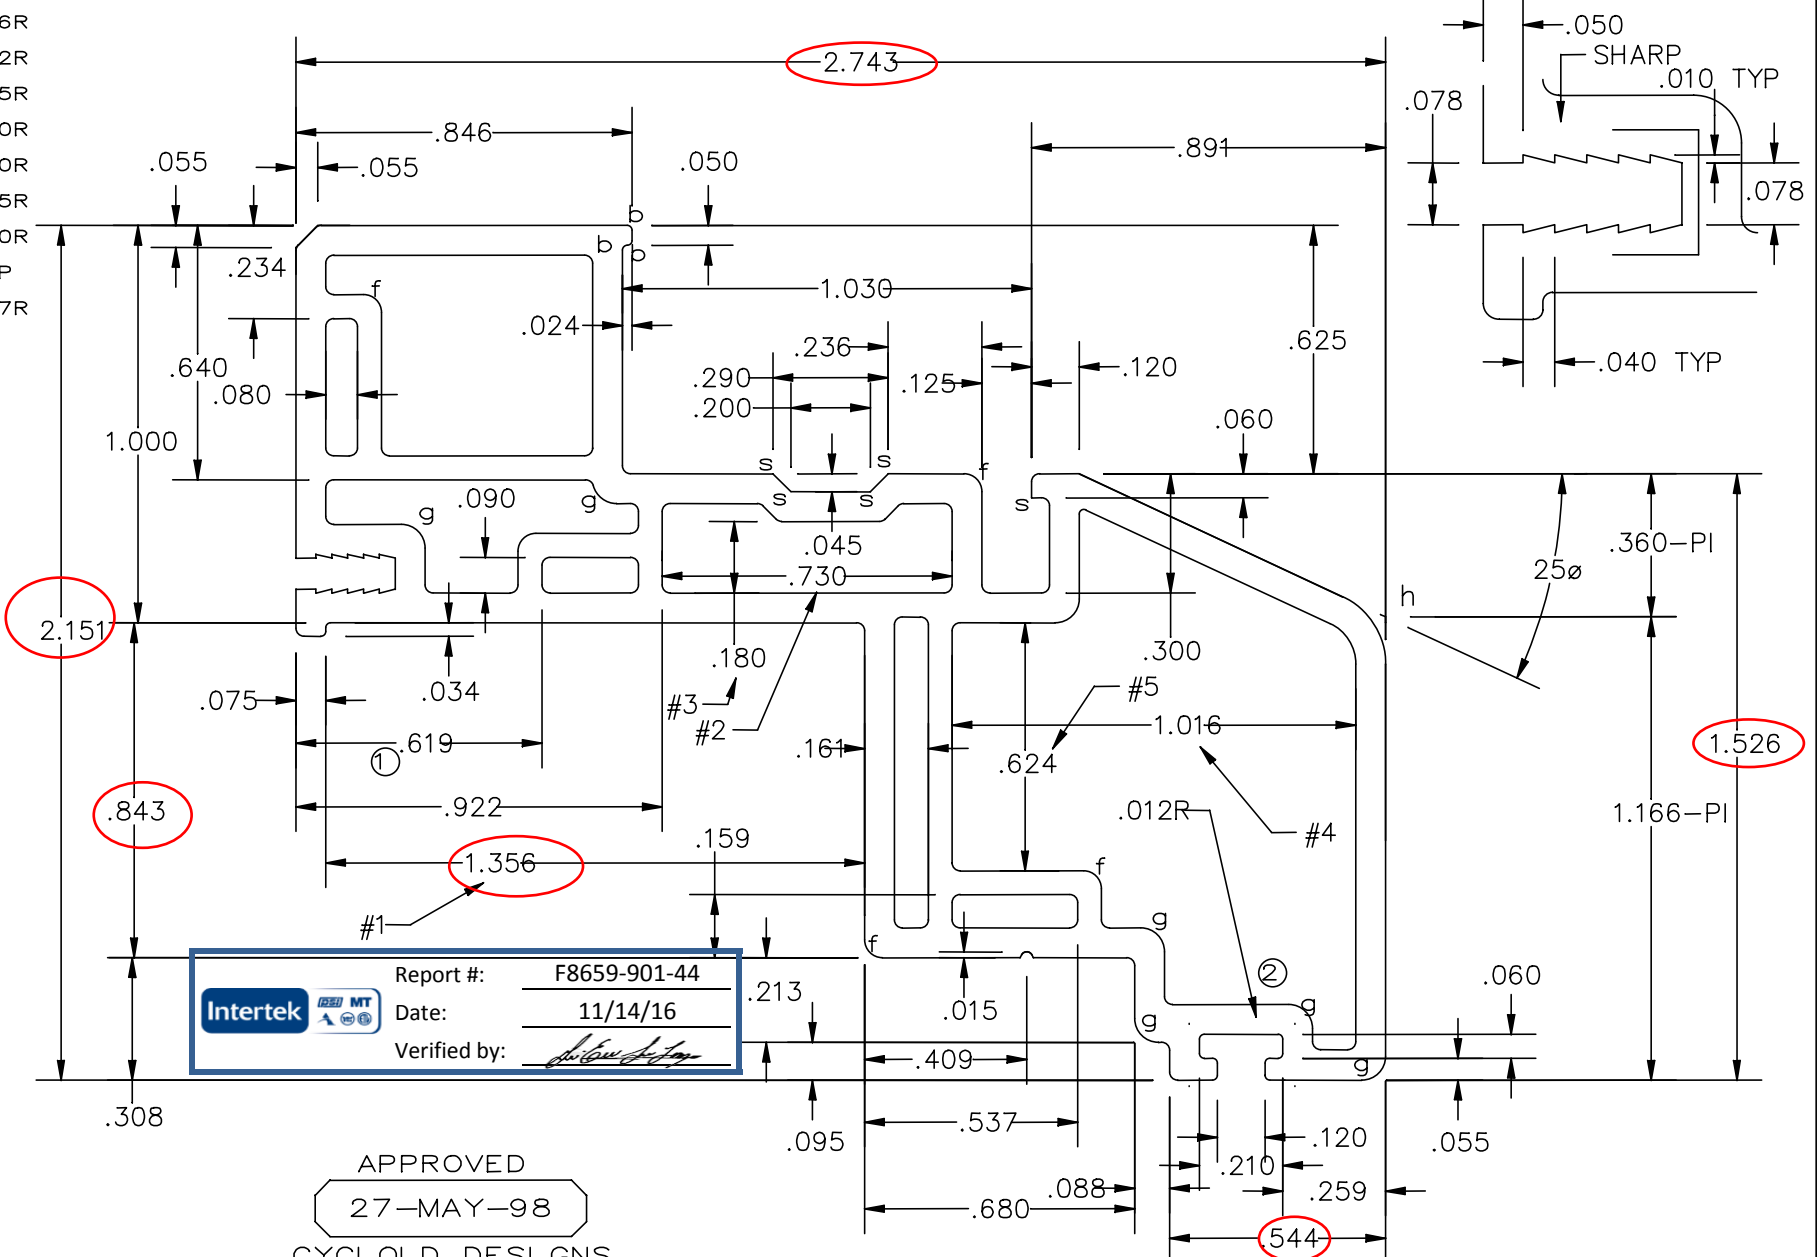 6R
2R
5R
0R
0R
5R
0R
P
7R
2.743
.846
.891
.055
.055
.050
.050
SHARP
.010 TYP
.078
.078
.040 TYP
b
b
b
.234
f
1.030
.024
.236
.290
.200
.125
.120
.625
.640
.080
1.000
.060
s
s
s
s
f
s
g
g
.090
.045
.730
.360-PI
25ø
h
2.151
.180
.300
.034
.075
#3
#2
#5
.619
1
.161
1.016
.624
1.526
.843
.922
.012R
#4
1.166-PI
.159
1.356
#1
f
g
f
2
g
g
g
.060
.213
.015
.409
.308
.095
.537
.120
.055
.210
.088
.259
.680
.544
Intertek
MT
Report #: F8659-901-44
Date: 11/14/16
Verified by:
APPROVED
27-MAY-98
CYCLOLD DESIGNS